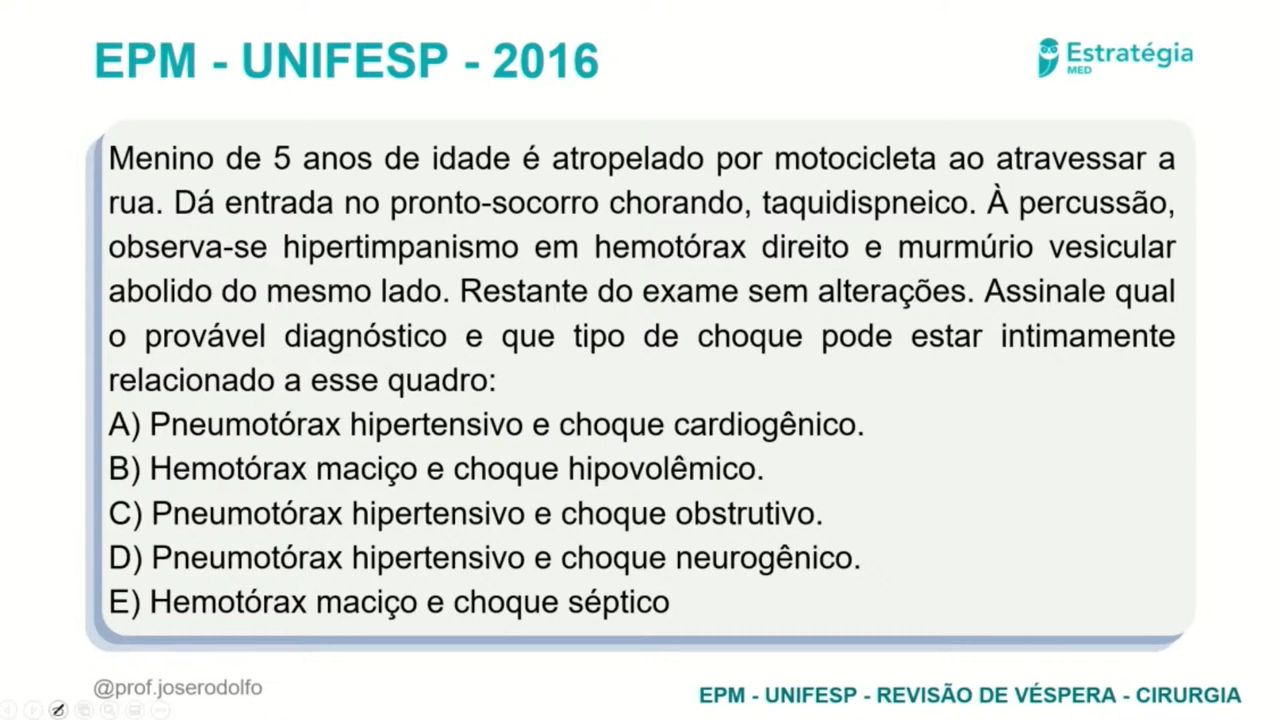 EPM - UNIFESP - 2016
Estratégia
MED
Menino de 5 anos de idade é atropelado por motocicleta ao atravessar a
rua. Dá entrada no pronto-socorro chorando, taquidispneico. À percussão,
observa-se hipertimpanismo em hemotórax direito e murmúrio vesicular
abolido do mesmo lado. Restante do exame sem alterações. Assinale qual
o provável diagnóstico e que tipo de choque pode estar intimamente
relacionado a esse quadro:
A) Pneumotórax hipertensivo e choque cardiogênico.
B) Hemotórax maciço e choque hipovolêmico.
C) Pneumotórax hipertensivo e choque obstrutivo.
D) Pneumotórax hipertensivo e choque neurogênico.
E) Hemotórax maciço e choque séptico
@prof.joserodolfo
EPM - UNIFESP - REVISÃO DE VÉSPERA - CIRURGIA